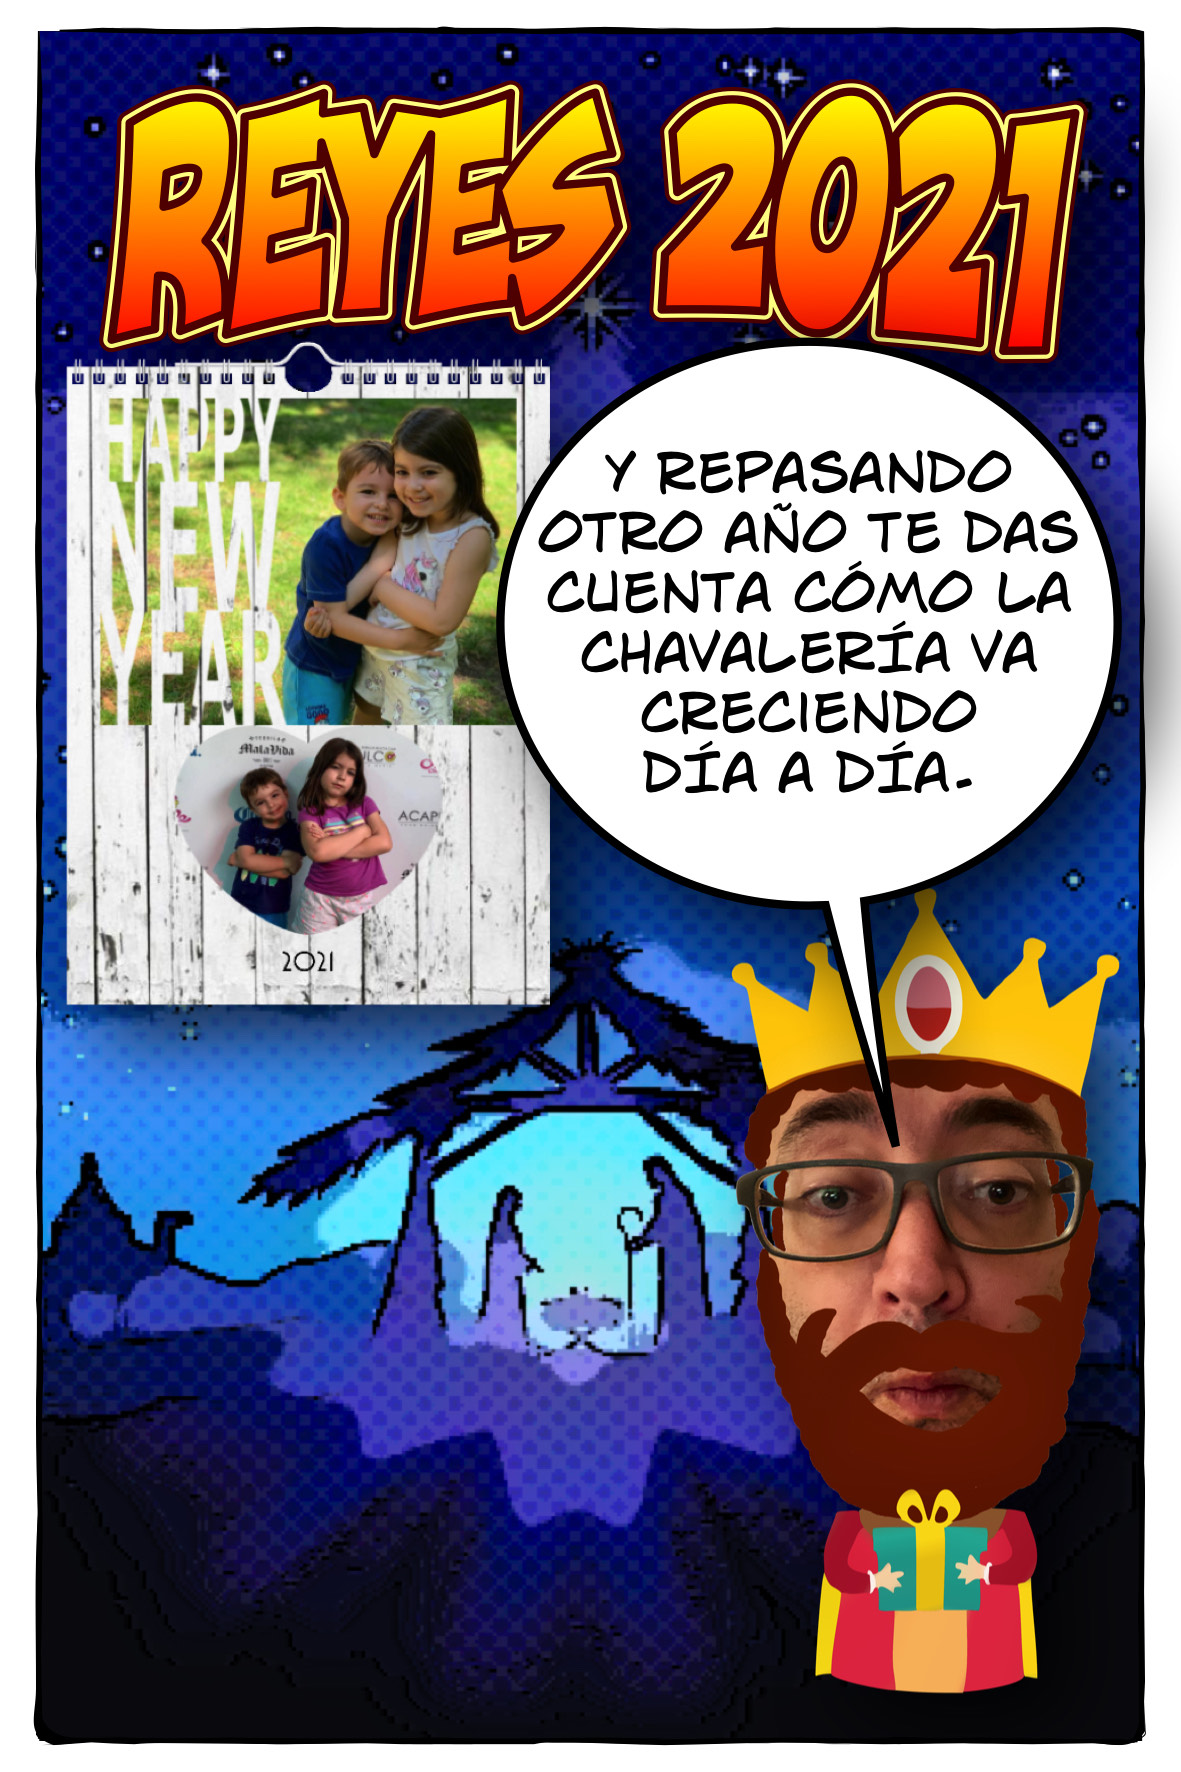 REYES 2021
HAPPY
NEW
YEAR
Y REPASANDO
OTRO AÑO TE DAS
CUENTA CÓMO LA
CHAVALERÍA VA
CRECIENDO
DÍA A DÍA.
MalaVida
ACAP
2021